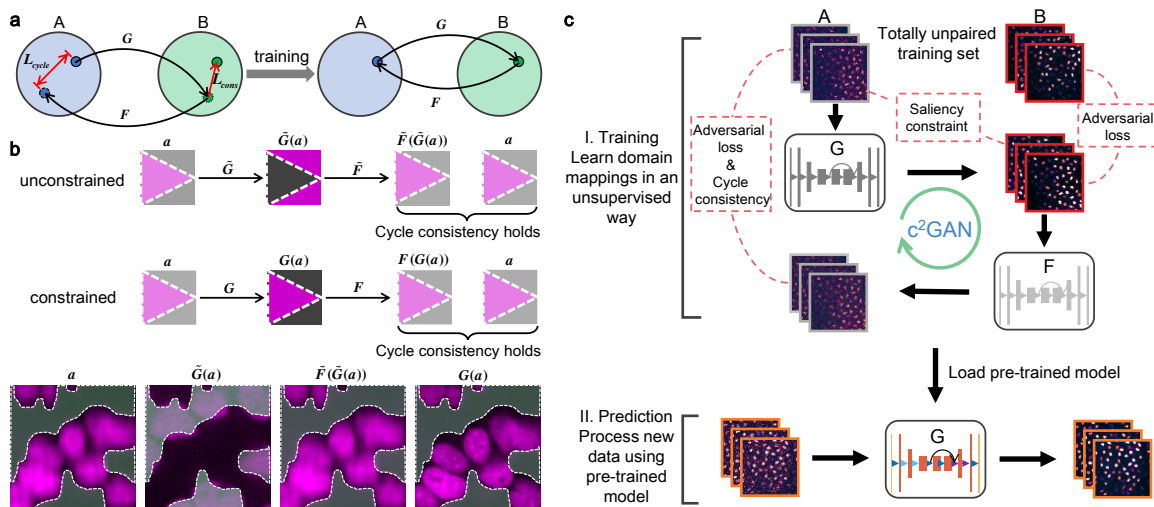 a
A
B
G
L_cycle
L_cons
F
training
G
F
b
a
G̃(a)
F̃(G̃(a))
a
unconstrained
G̃
F̃
Cycle consistency holds
a
G(a)
F(G(a))
a
constrained
G
F
Cycle consistency holds
a
G̃(a)
F̃(G̃(a))
G(a)
c
A
B
Totally unpaired
training set
I. Training
Learn domain
mappings in an
unsupervised
way
Adversarial
loss
&
Cycle
consistency
Saliency
constraint
Adversarial
loss
G
c²GAN
F
Load pre-trained model
II. Prediction
Process new
data using
pre-trained
model
G